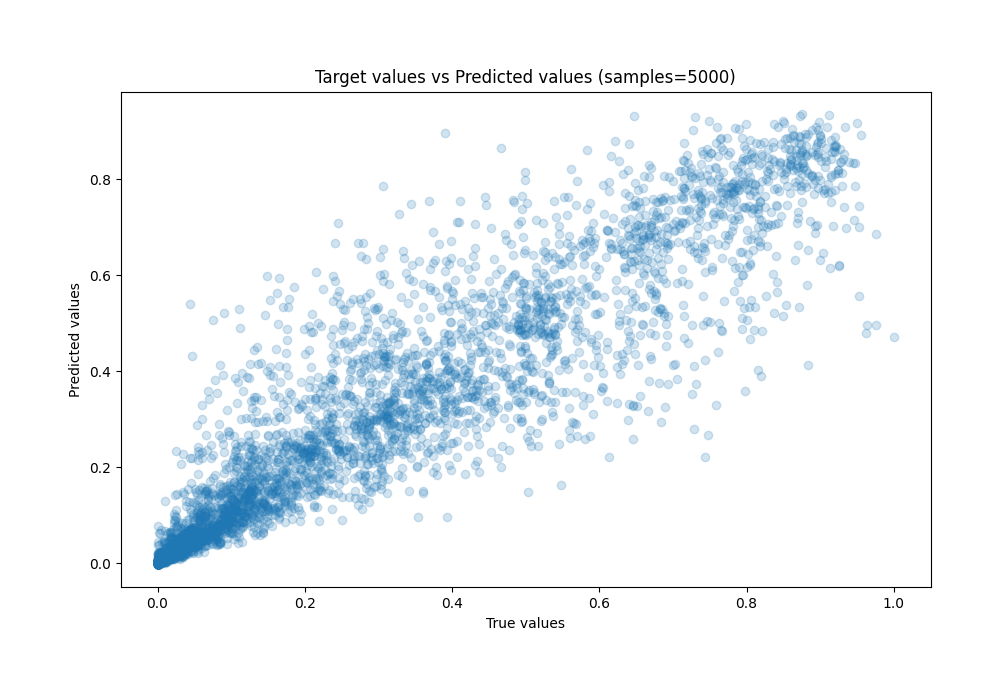 Target values vs Predicted values (samples=5000)
Predicted values
0.8
0.6
0.4
0.2
0.0
0.0 0.2 0.4 0.6 0.8 1.0
True values